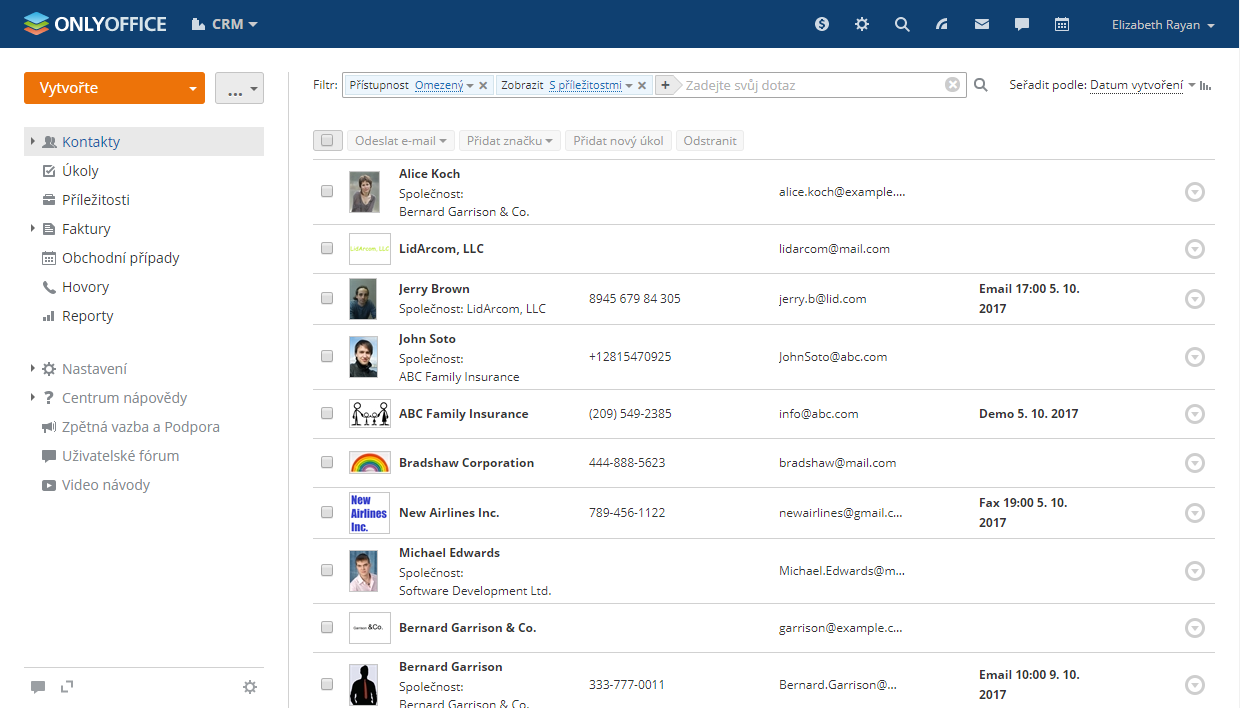 ONLYOFFICE CRM Elizabeth Rayan
Vytvořte ...
Filtr: Přístupnost Omezený Zobrazit S příležitostmi + Zadejte svůj dotaz Seřadit podle: Datum vytvoření
Kontakty
Úkoly
Příležitosti
Faktury
Obchodní případy
Hovory
Reporty
Nastavení
Centrum nápovědy
Zpětná vazba a Podpora
Uživatelské fórum
Video návody
Odeslat e-mail Přidat značku Přidat nový úkol Odstranit
Alice Koch
Společnost:
Bernard Garrison & Co.
alice.koch@example....
LidArcom, LLC
LidArcom, LLC lidarcom@mail.com
Jerry Brown
Společnost: LidArcom, LLC
8945 679 84 305 jerry.b@lid.com
Email 17:00 5. 10.
2017
John Soto
Společnost:
ABC Family Insurance
+12815470925 JohnSoto@abc.com
ABC Family Insurance (209) 549-2385 info@abc.com Demo 5. 10. 2017
Bradshaw Corporation 444-888-5623 bradshaw@mail.com
New
Airlines
Inc.
New Airlines Inc. 789-456-1122 newairlines@gmail.c...
Fax 19:00 5. 10.
2017
Michael Edwards
Společnost:
Software Development Ltd.
Michael.Edwards@m...
Garrison &Co.
Bernard Garrison & Co. garrison@example.c...
Bernard Garrison
Společnost:
Bernard Garrison & Co.
333-777-0011 Bernard.Garrison@...
Email 10:00 9. 10.
2017